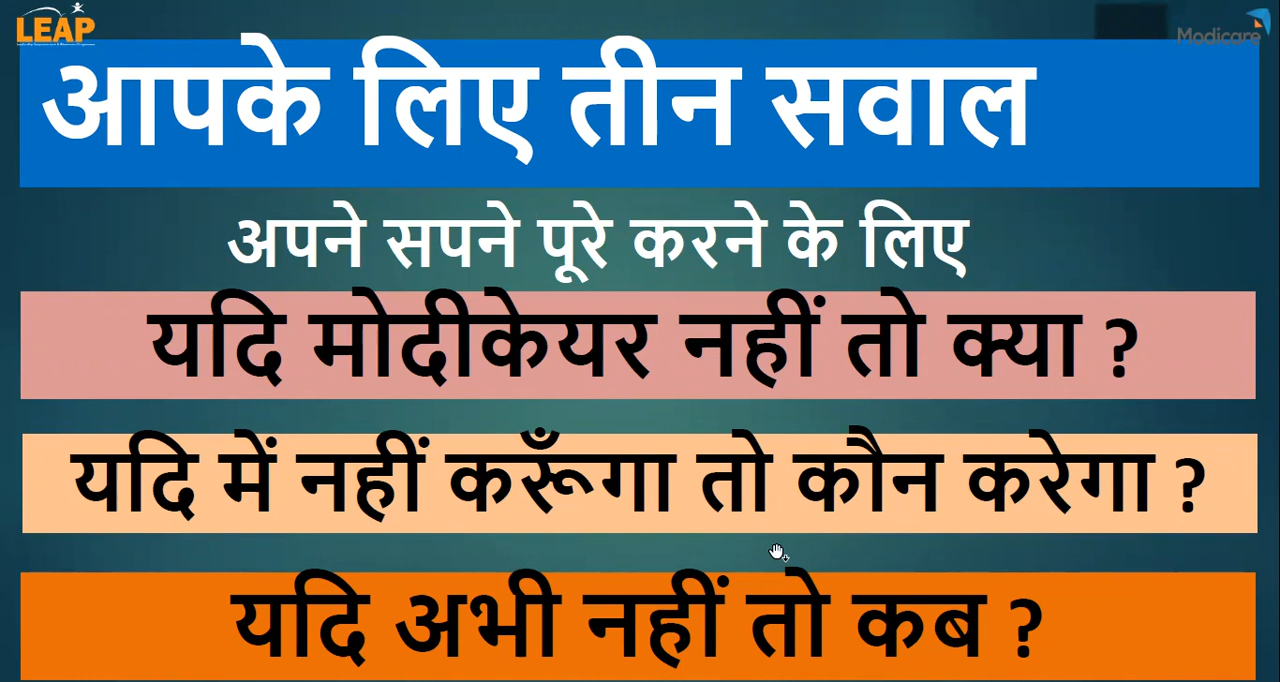 LEAP
Modicare
आपके लिए तीन सवाल
अपने सपने पूरे करने के लिए
यदि मोदीकेयर नहीं तो क्या ?
यदि में नहीं करूँगा तो कौन करेगा ?
यदि अभी नहीं तो कब ?